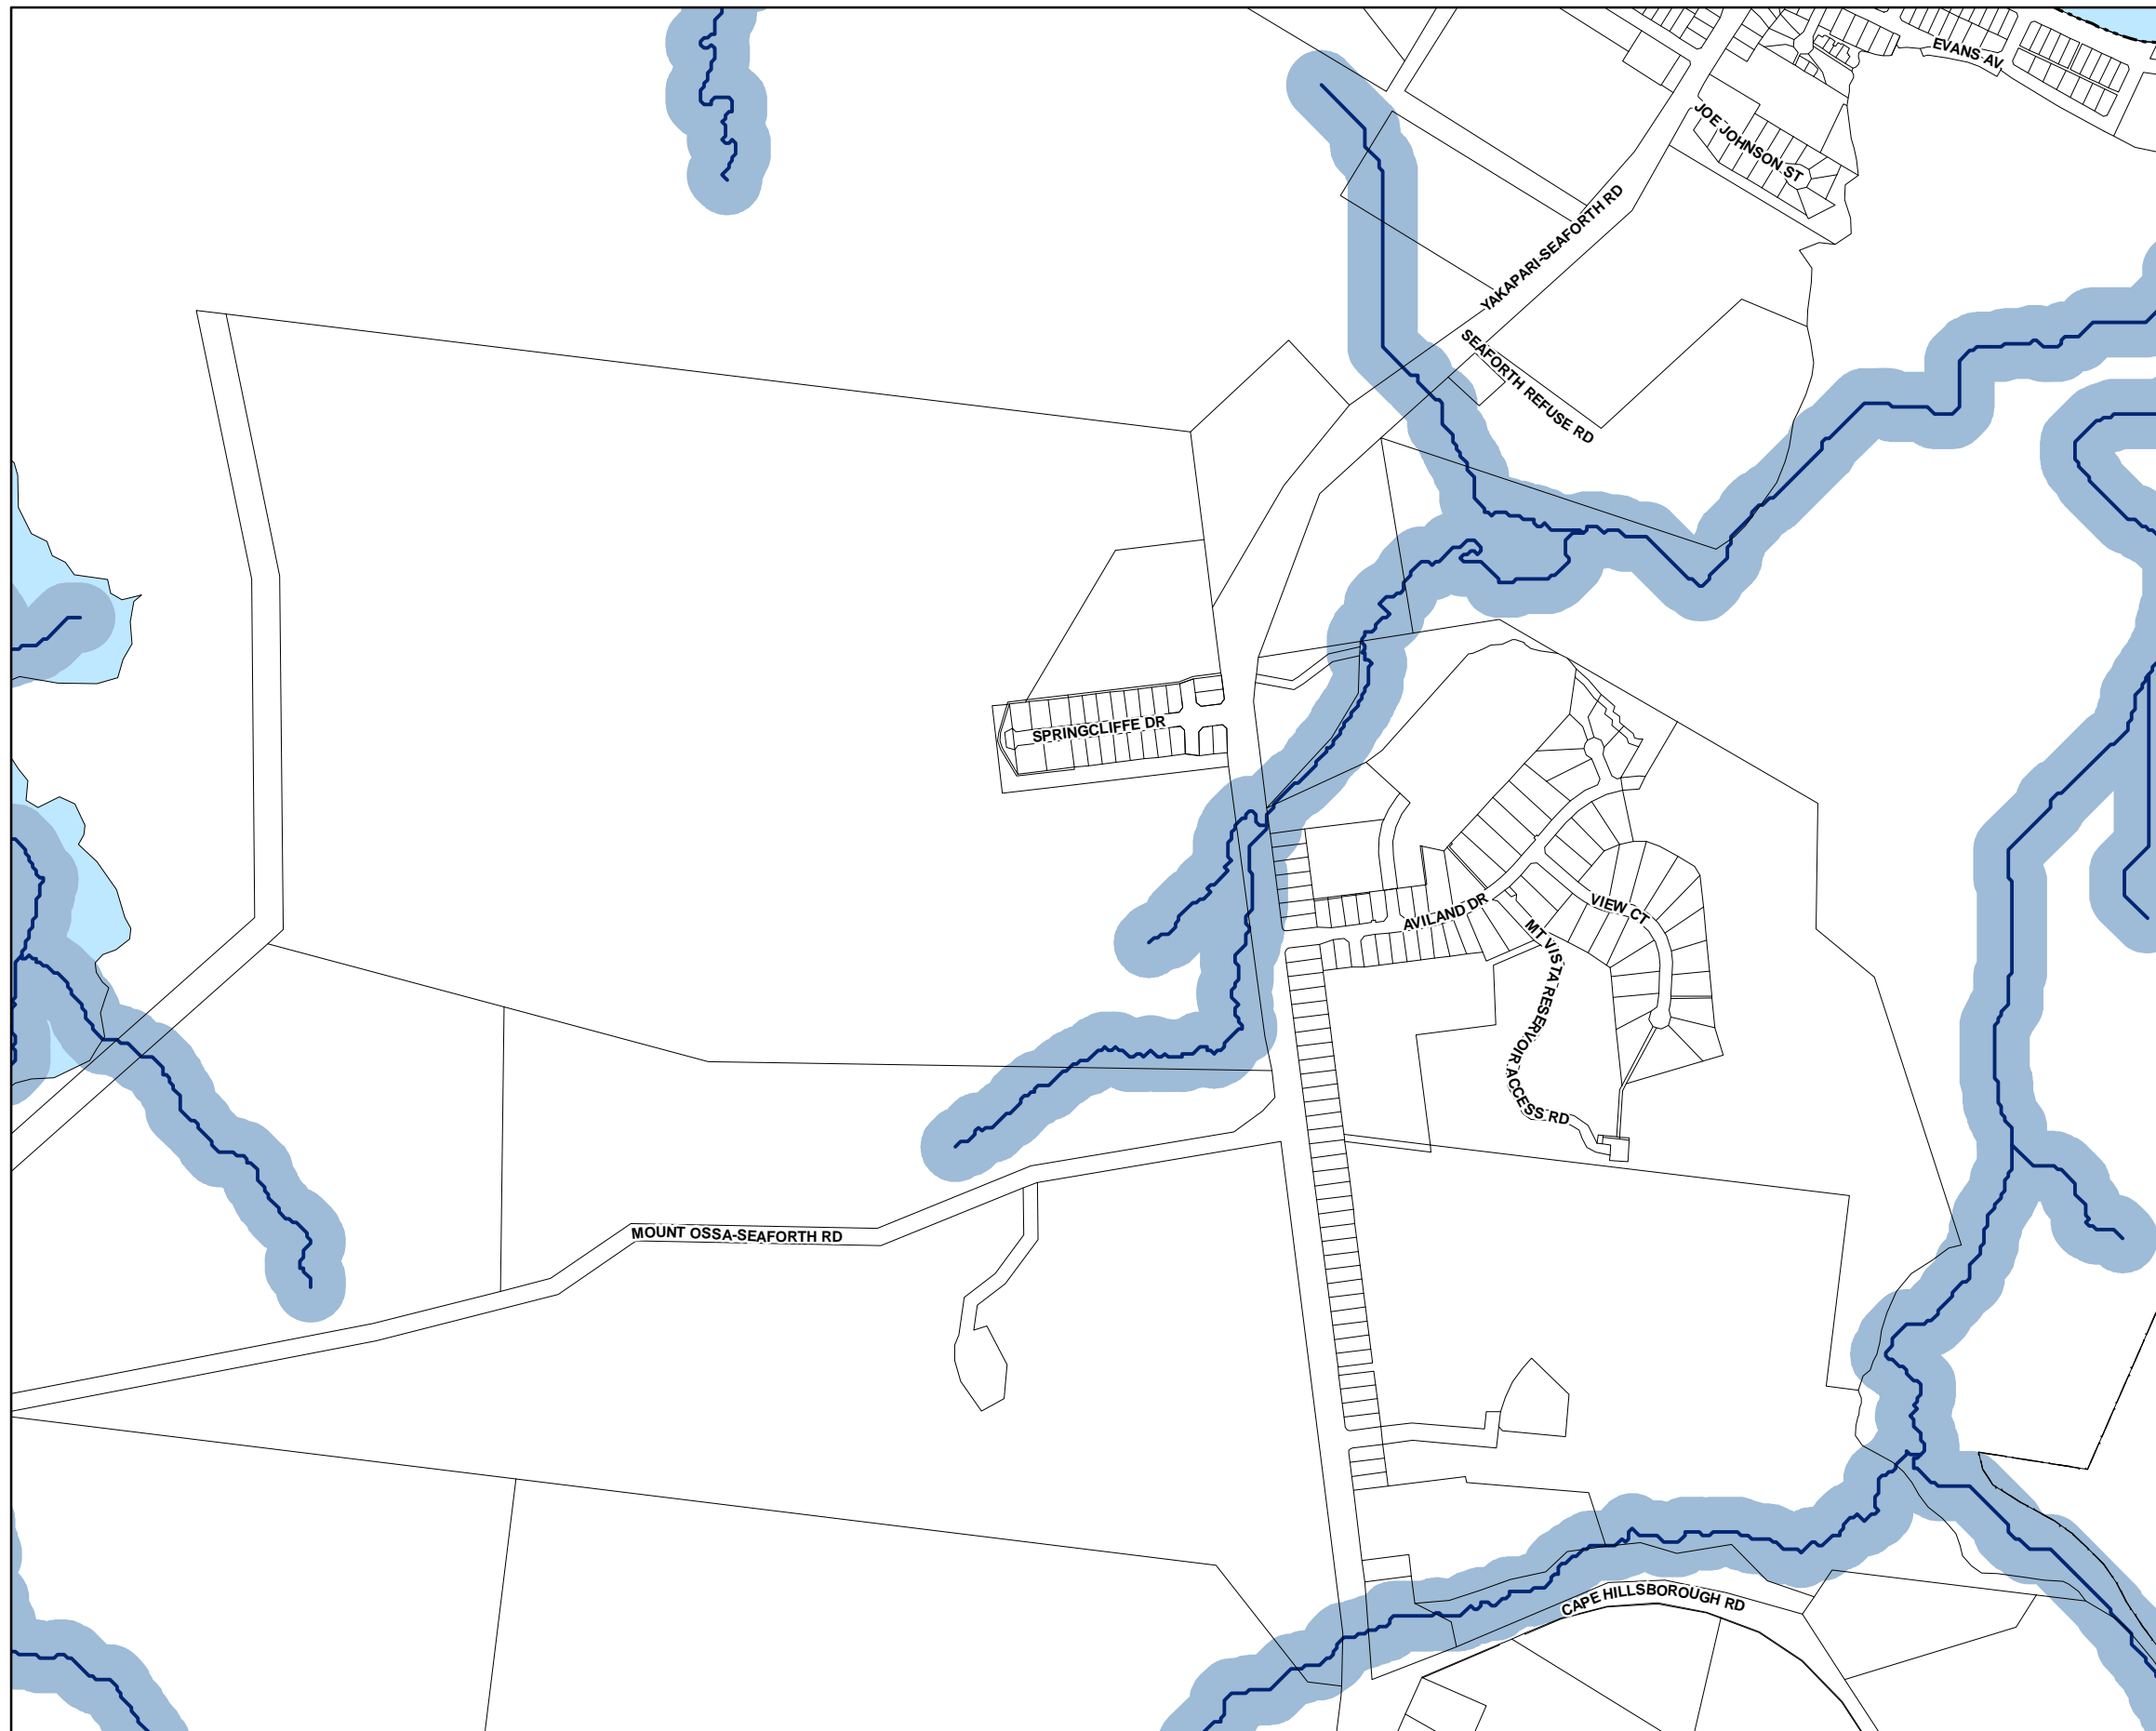 EVANS AV
JOE JOHNSON ST
YAKAPARI-SEAFORTH RD
SEAFORTH REFUSE RD
SPRINGCLIFFE DR
AVILAND DR
VIEW CT
MT VISTA RESERVOIR ACCESS RD
MOUNT OSSA-SEAFORTH RD
CAPE HILLSBOROUGH RD